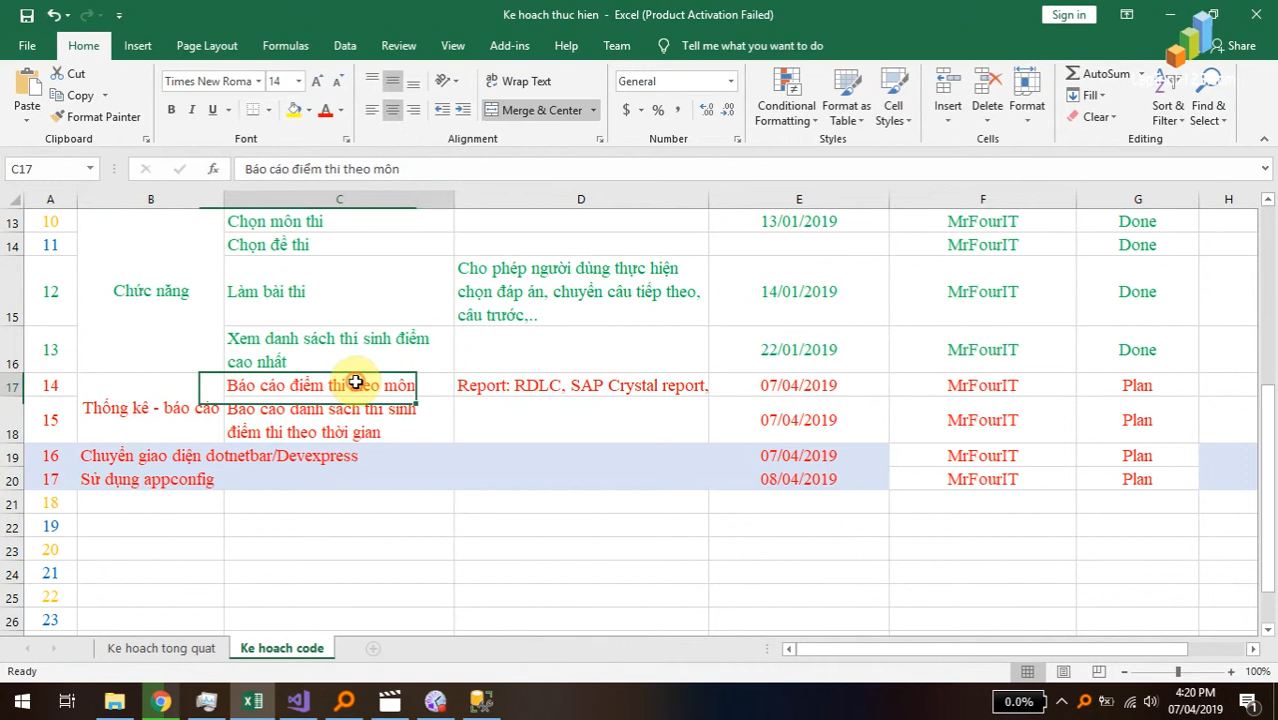 Ke hoach thuc hien - Excel (Product Activation Failed)
Sign in
File Home Insert Page Layout Formulas Data Review View Add-ins Help Team Tell me what you want to do Share
Paste
Cut
Copy
Format Painter
Clipboard
Times New Roma 14
B I U
Font
Wrap Text
Merge & Center
Alignment
General
$ % ,
Number
Conditional Formatting
Format as Table
Cell Styles
Styles
Insert
Delete
Format
Cells
AutoSum
Fill
Clear
Sort & Filter
Find & Select
Editing
C17 fx Báo cáo điểm thi theo môn
A B C D E F G H
13 10 Chọn môn thi 13/01/2019 MrFourIT Done
14 11 Chọn đề thi MrFourIT Done
Cho phép người dùng thực hiện
15 12 Chức năng Làm bài thi chọn đáp án, chuyển câu tiếp theo, 14/01/2019 MrFourIT Done
câu trước,..
Xem danh sách thí sinh điểm
16 13 cao nhất 22/01/2019 MrFourIT Done
17 14 Báo cáo điểm thi theo môn Report: RDLC, SAP Crystal report, 07/04/2019 MrFourIT Plan
Thống kê - báo cáo Báo cáo danh sách thí sinh
18 15 điểm thi theo thời gian 07/04/2019 MrFourIT Plan
19 16 Chuyển giao diện dotnetbar/Devexpress 07/04/2019 MrFourIT Plan
20 17 Sử dụng appconfig 08/04/2019 MrFourIT Plan
21 18
22 19
23 20
24 21
25 22
26 23
Ke hoach tong quat Ke hoach code
Ready 100%
0.0% 4:20 PM
07/04/2019